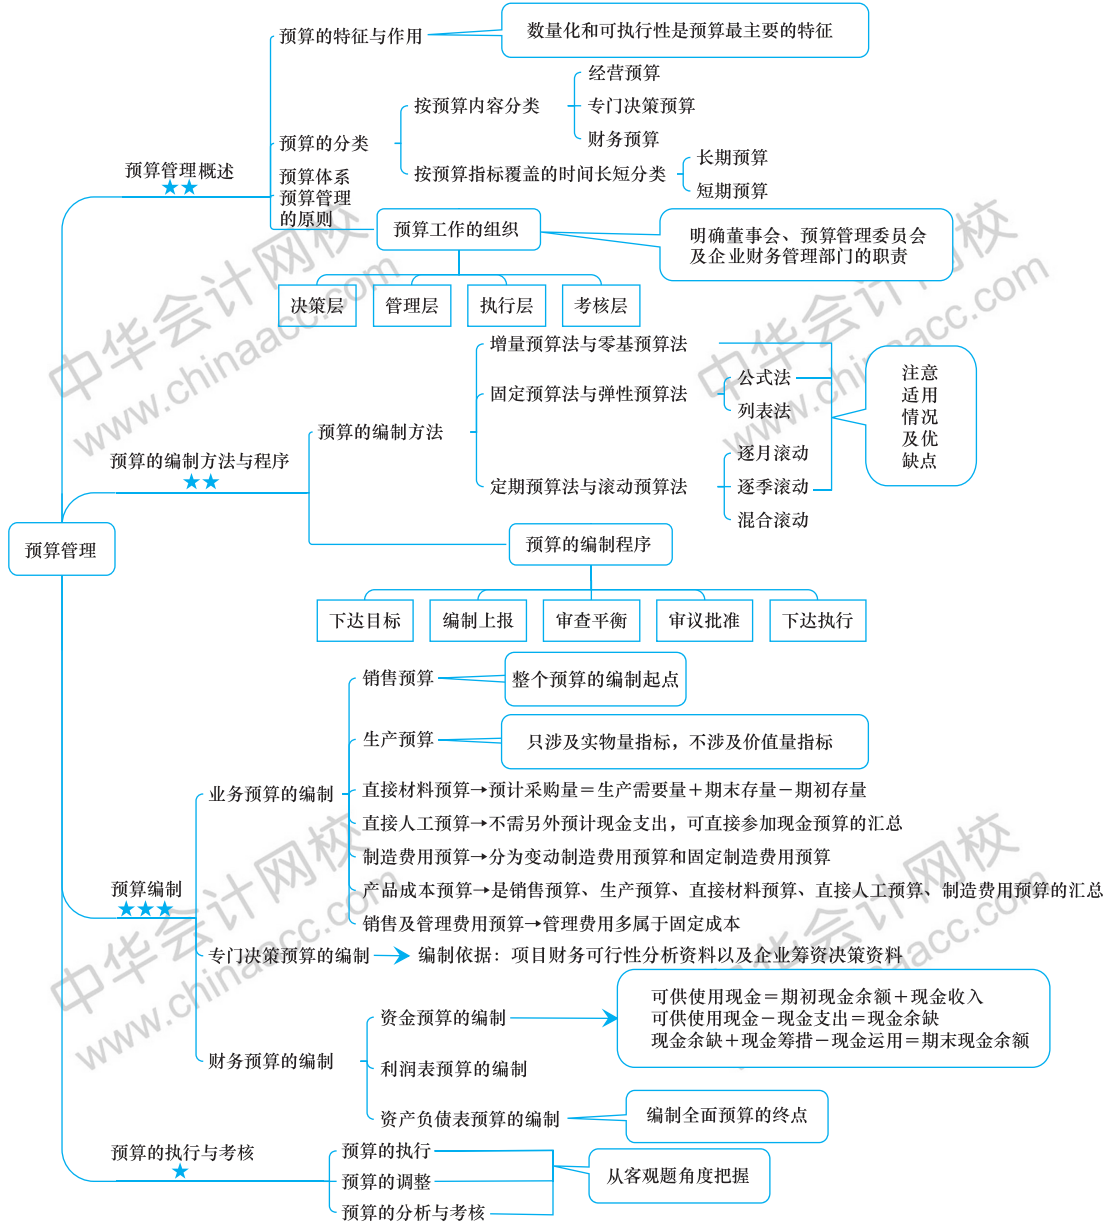 预算的特征与作用
数量化和可执行性是预算最主要的特征
经营预算
按预算内容分类
专门决策预算
财务预算
预算的分类
长期预算
按预算指标覆盖的时间长短分类
短期预算
预算管理概述
★★
预算体系
预算管理
的原则
预算工作的组织
明确董事会、预算管理委员会
及企业财务管理部门的职责
决策层
管理层
执行层
考核层
增量预算法与零基预算法
公式法
固定预算法与弹性预算法
列表法
注意
适用
情况
及优
缺点
预算的编制方法
逐月滚动
定期预算法与滚动预算法
逐季滚动
混合滚动
预算的编制方法与程序
★★
预算管理
预算的编制程序
下达目标
编制上报
审查平衡
审议批准
下达执行
销售预算
整个预算的编制起点
生产预算
只涉及实物量指标，不涉及价值量指标
业务预算的编制
直接材料预算→预计采购量＝生产需要量＋期末存量－期初存量
直接人工预算→不需另外预计现金支出，可直接参加现金预算的汇总
制造费用预算→分为变动制造费用预算和固定制造费用预算
产品成本预算→是销售预算、生产预算、直接材料预算、直接人工预算、制造费用预算的汇总
销售及管理费用预算→管理费用多属于固定成本
预算编制
★★★
专门决策预算的编制
编制依据：项目财务可行性分析资料以及企业筹资决策资料
财务预算的编制
资金预算的编制
可供使用现金＝期初现金余额＋现金收入
可供使用现金－现金支出＝现金余缺
现金余缺＋现金筹措－现金运用＝期末现金余额
利润表预算的编制
资产负债表预算的编制
编制全面预算的终点
预算的执行与考核
★
预算的执行
预算的调整
预算的分析与考核
从客观题角度把握
中华会计网校
www.chinaacc.com
中华会计网校
www.chinaacc.com
中华会计网校
www.chinaacc.com
中华会计网校
www.chinaacc.com